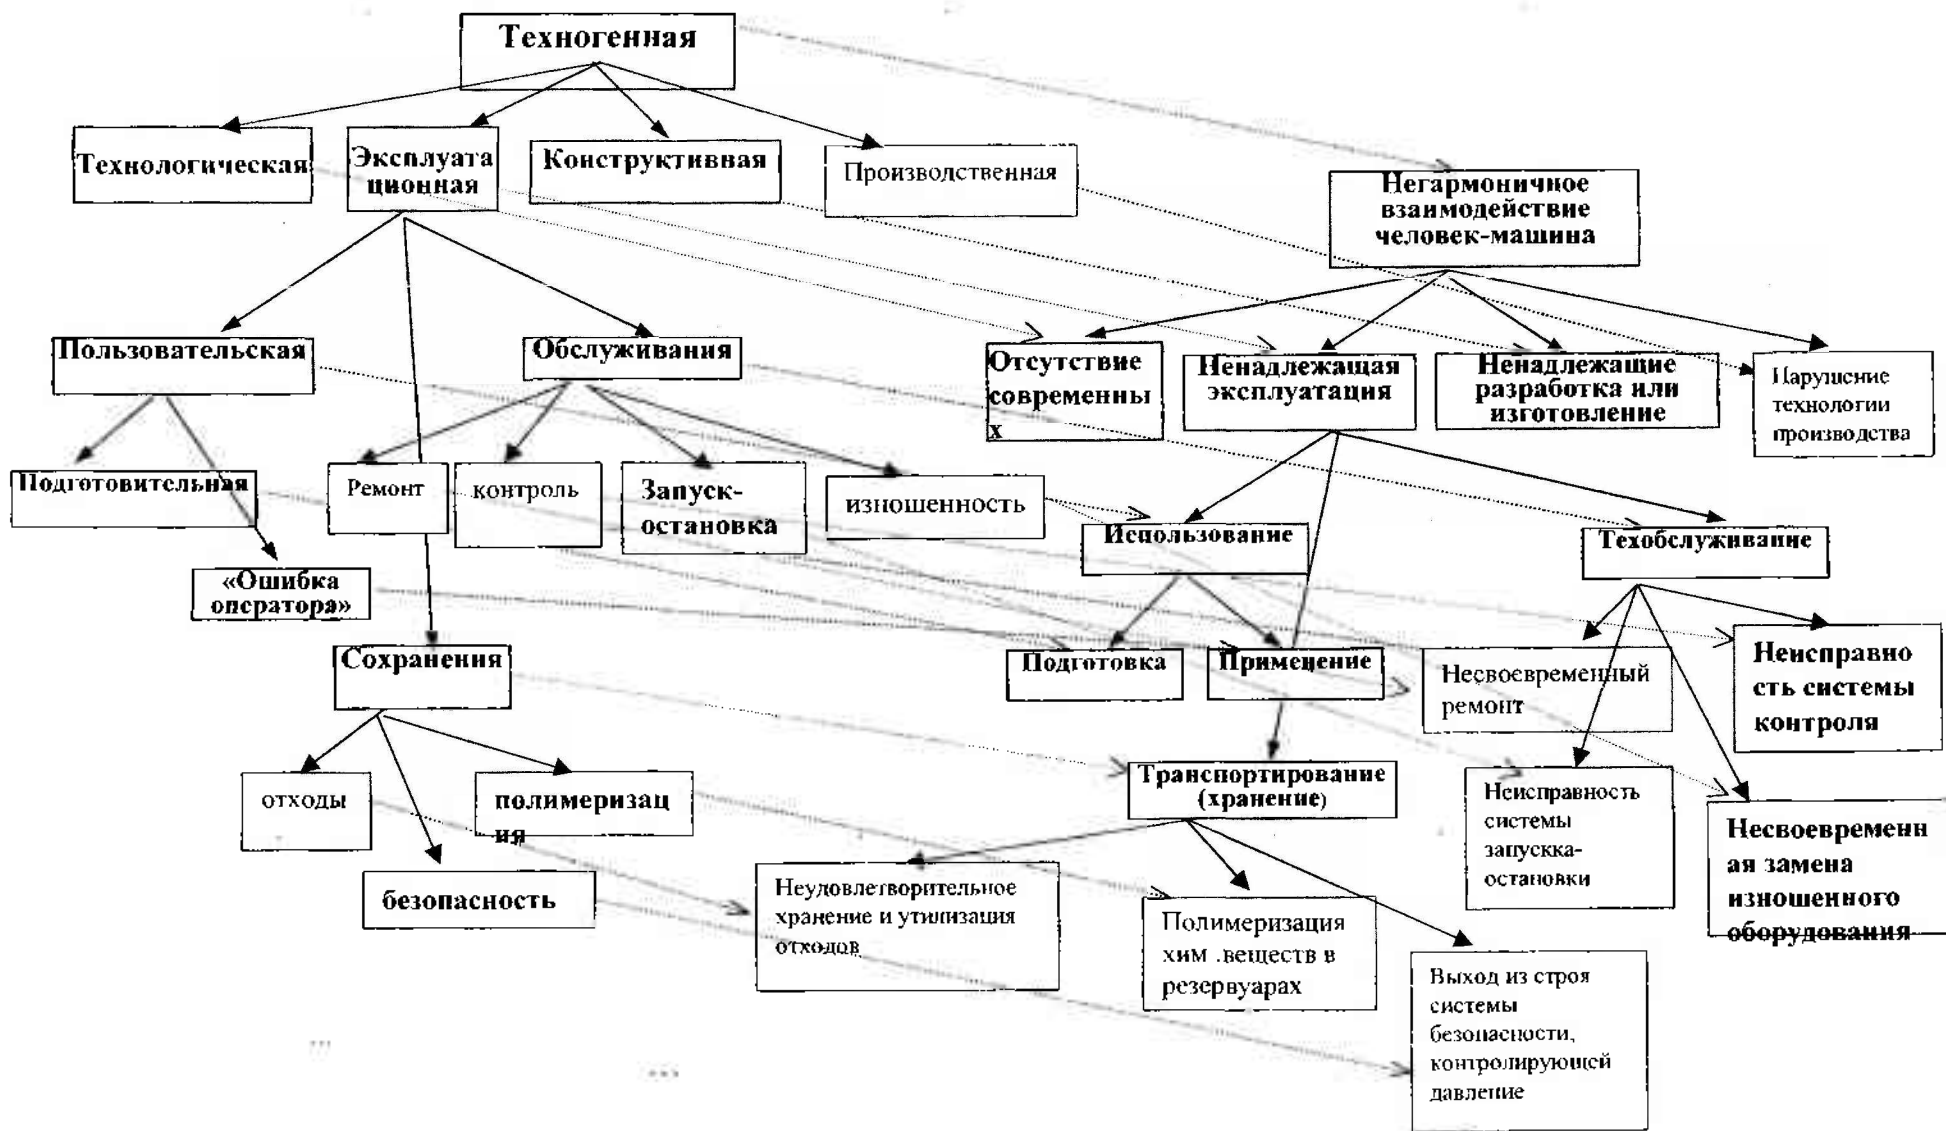 Техногенная
Технологическая
Эксплуата
ционная
Конструктивная
Производственная
Негармоничное
взаимодействие
человек-машина
Пользовательская
Обслуживания
Отсутствие
современны
х
Ненадлежащая
эксплуатация
Ненадлежащие
разработка или
изготовление
Нарушение
технологии
производства
Подготовительная
Ремонт
контроль
Запуск-
остановка
изношенность
Использование
Техобслуживание
«Ошибка
оператора»
Сохранения
Подготовка
Применение
Несвоевременный
ремонт
Неисправно
сть системы
контроля
отходы
полимеризац
ия
безопасность
Транспортирование
(хранение)
Неисправность
системы
запускка-
остановки
Несвоевременн
ая замена
изношенного
оборудования
Неудовлетворительное
хранение и утилизация
отходов
Полимеризация
хим .веществ в
резервуарах
Выход из строя
системы
безопасности,
контролирующей
давление
...
...